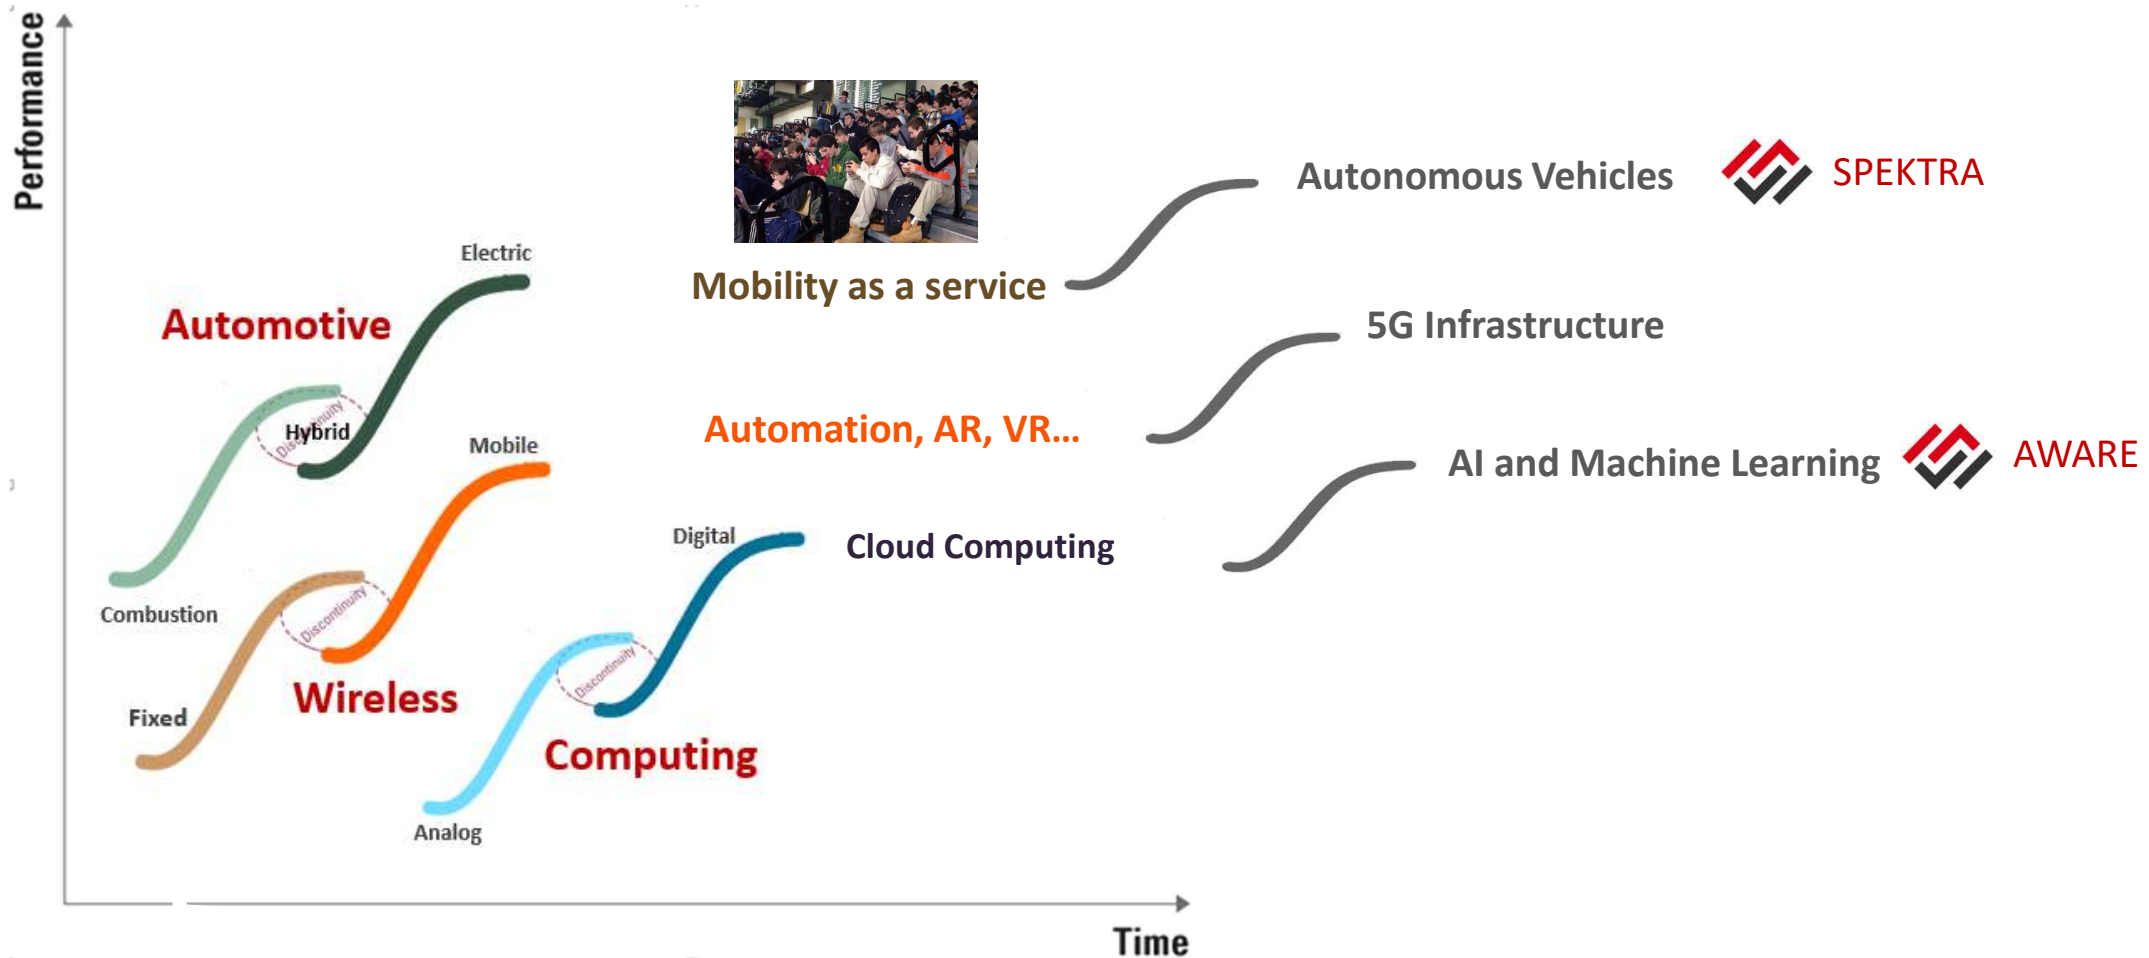 Performance
Autonomous Vehicles
SPEKTRA
Electric
Mobility as a service
Automotive
5G Infrastructure
Discontinuity
Hybrid
Automation, AR, VR...
Mobile
AI and Machine Learning
AWARE
Digital
Cloud Computing
Combustion
Discontinuity
Discontinuity
Wireless
Fixed
Computing
Analog
Time